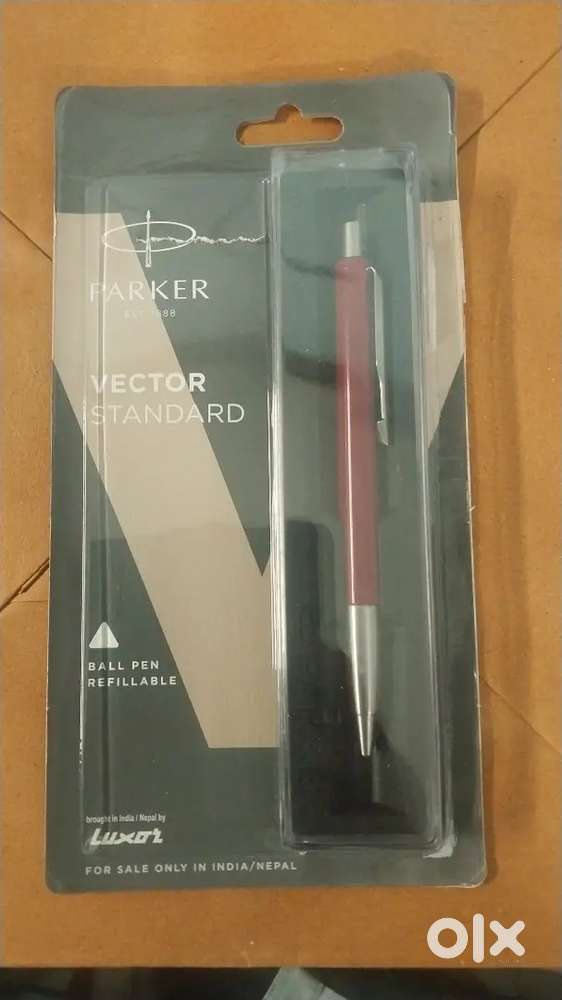 PARKER
EST. 1888
VECTOR
STANDARD
BALL PEN
REFILLABLE
brought in India / Nepal by
Luxor
FOR SALE ONLY IN INDIA/NEPAL
olx